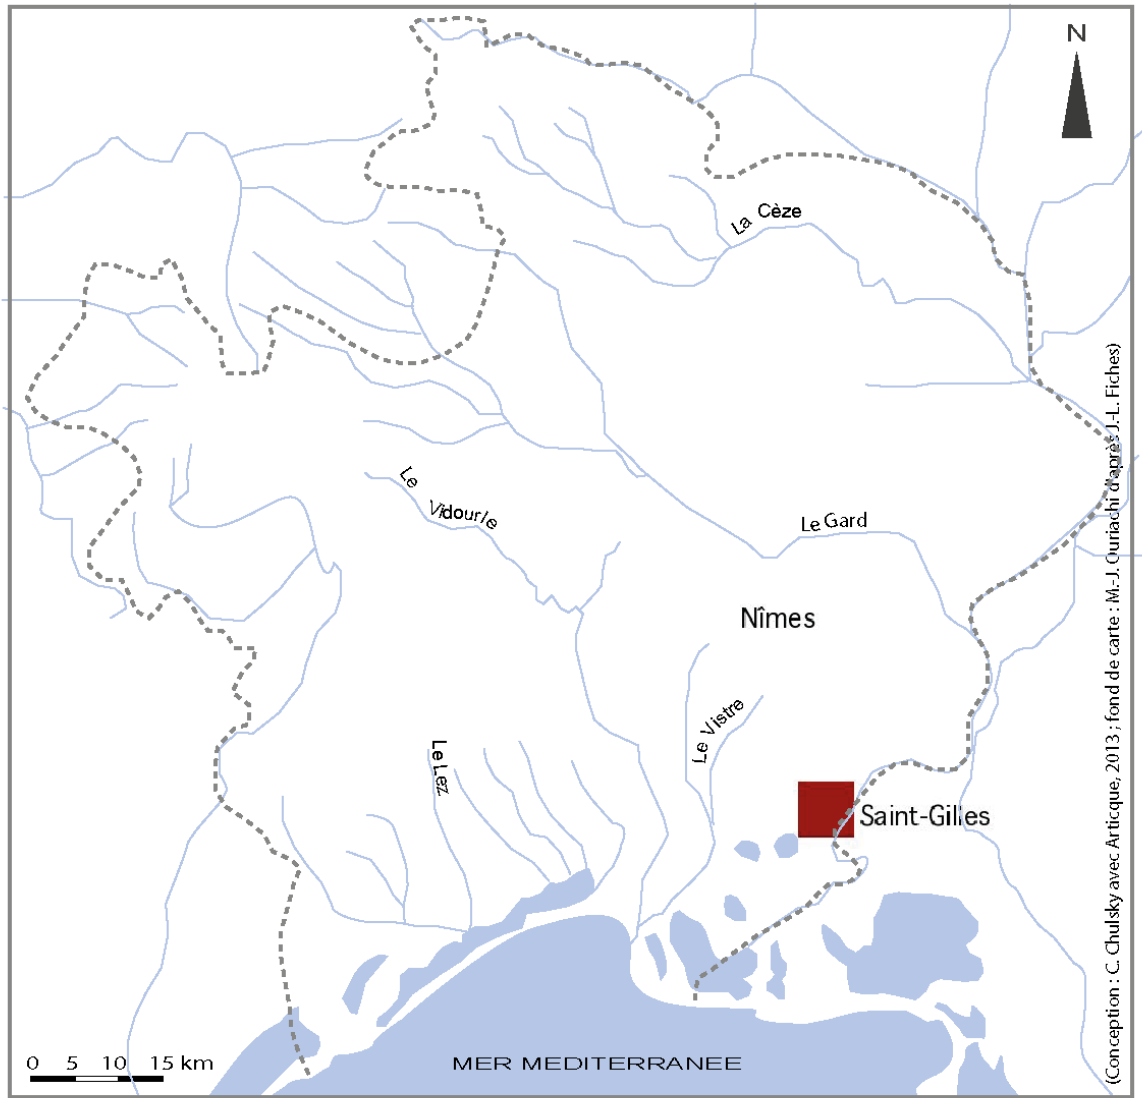 N
La Cèze
Le Vidourle
Le Gard
Nîmes
Le Vistre
Le Lez
Saint-Gilles
0 5 10 15 km
MER MEDITERRANEE
(Conception : C. Chulsky avec Articque, 2013 ; fond de carte : M.-J. Ouriachi d'après J.-L. Fiches)